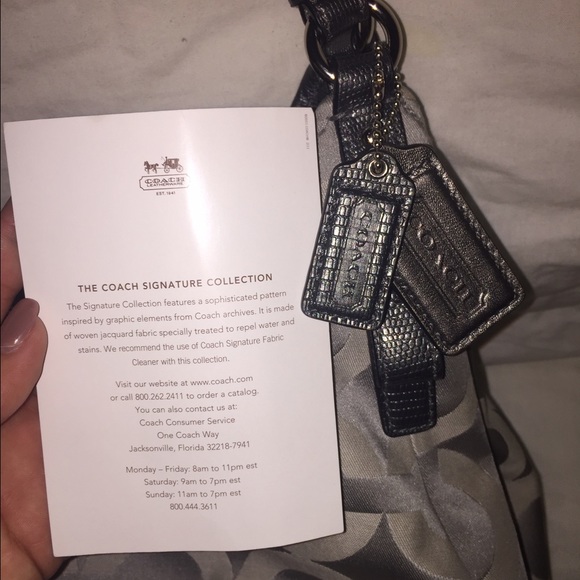 COACH
LEATHERWARE
EST. 1941
THE COACH SIGNATURE COLLECTION
The Signature Collection features a sophisticated pattern
inspired by graphic elements from Coach archives. It is made
of woven jacquard fabric specially treated to repel water and
stains. We recommend the use of Coach Signature Fabric
Cleaner with this collection.
Visit our website at www.coach.com
or call 800.262.2411 to order a catalog.
You can also contact us at:
Coach Consumer Service
One Coach Way
Jacksonville, Florida 32218-7941
Monday – Friday: 8am to 11pm est
Saturday: 9am to 7pm est
Sunday: 11am to 7pm est
800.444.3611
COACH
COACH